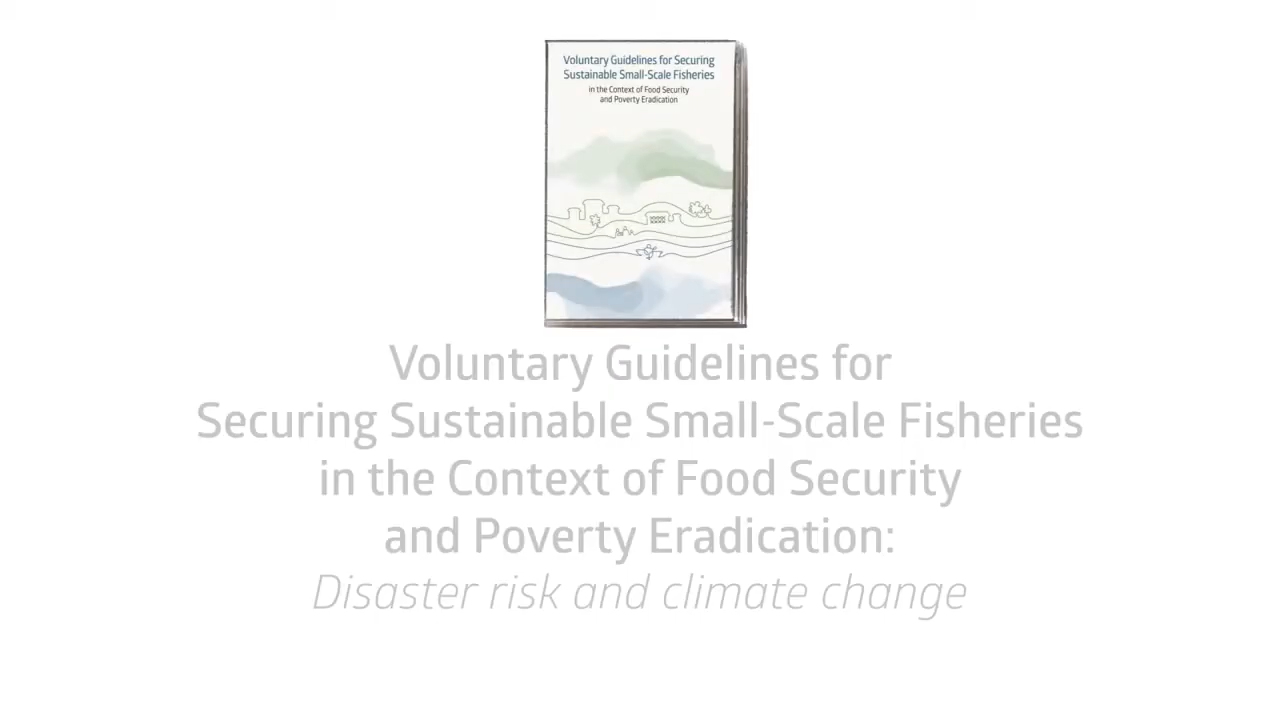 Voluntary Guidelines for Securing
Sustainable Small-Scale Fisheries
in the Context of Food Security
and Poverty Eradication
Voluntary Guidelines for
Securing Sustainable Small-Scale Fisheries
in the Context of Food Security
and Poverty Eradication:
Disaster risk and climate change